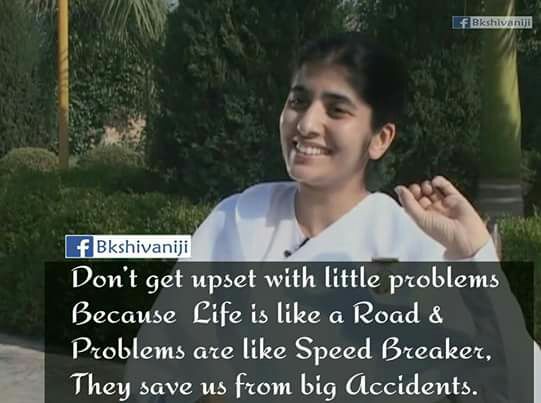 f Bkshivaniji
f Bkshivaniji
Don't get upset with little problems
Because Life is like a Road &
Problems are like Speed Breaker,
They save us from big Accidents.